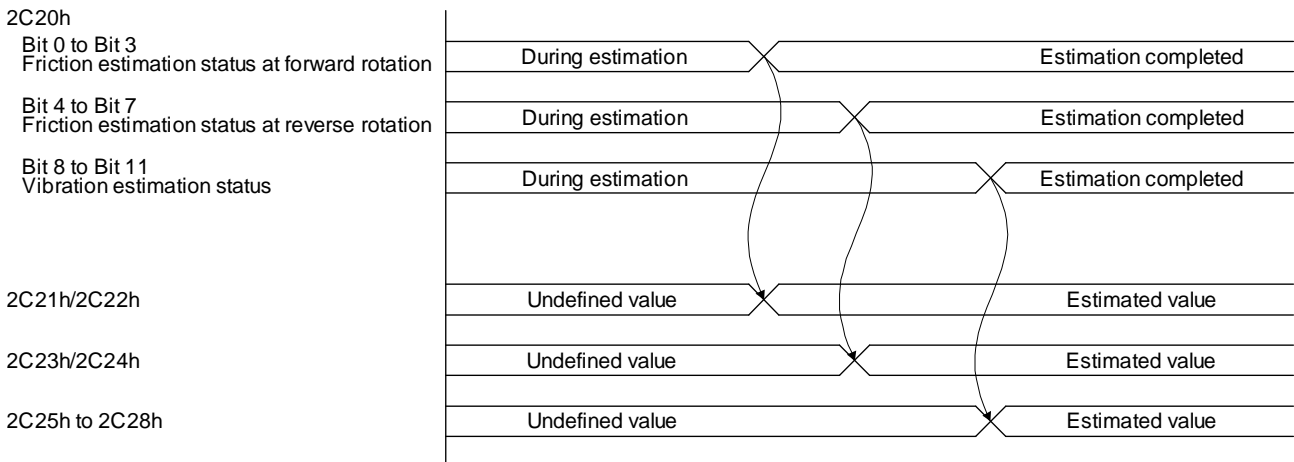 2C20h
Bit 0 to Bit 3
Friction estimation status at forward rotation
During estimation
Estimation completed
Bit 4 to Bit 7
Friction estimation status at reverse rotation
During estimation
Estimation completed
Bit 8 to Bit 11
Vibration estimation status
During estimation
Estimation completed
2C21h/2C22h
Undefined value
Estimated value
2C23h/2C24h
Undefined value
Estimated value
2C25h to 2C28h
Undefined value
Estimated value